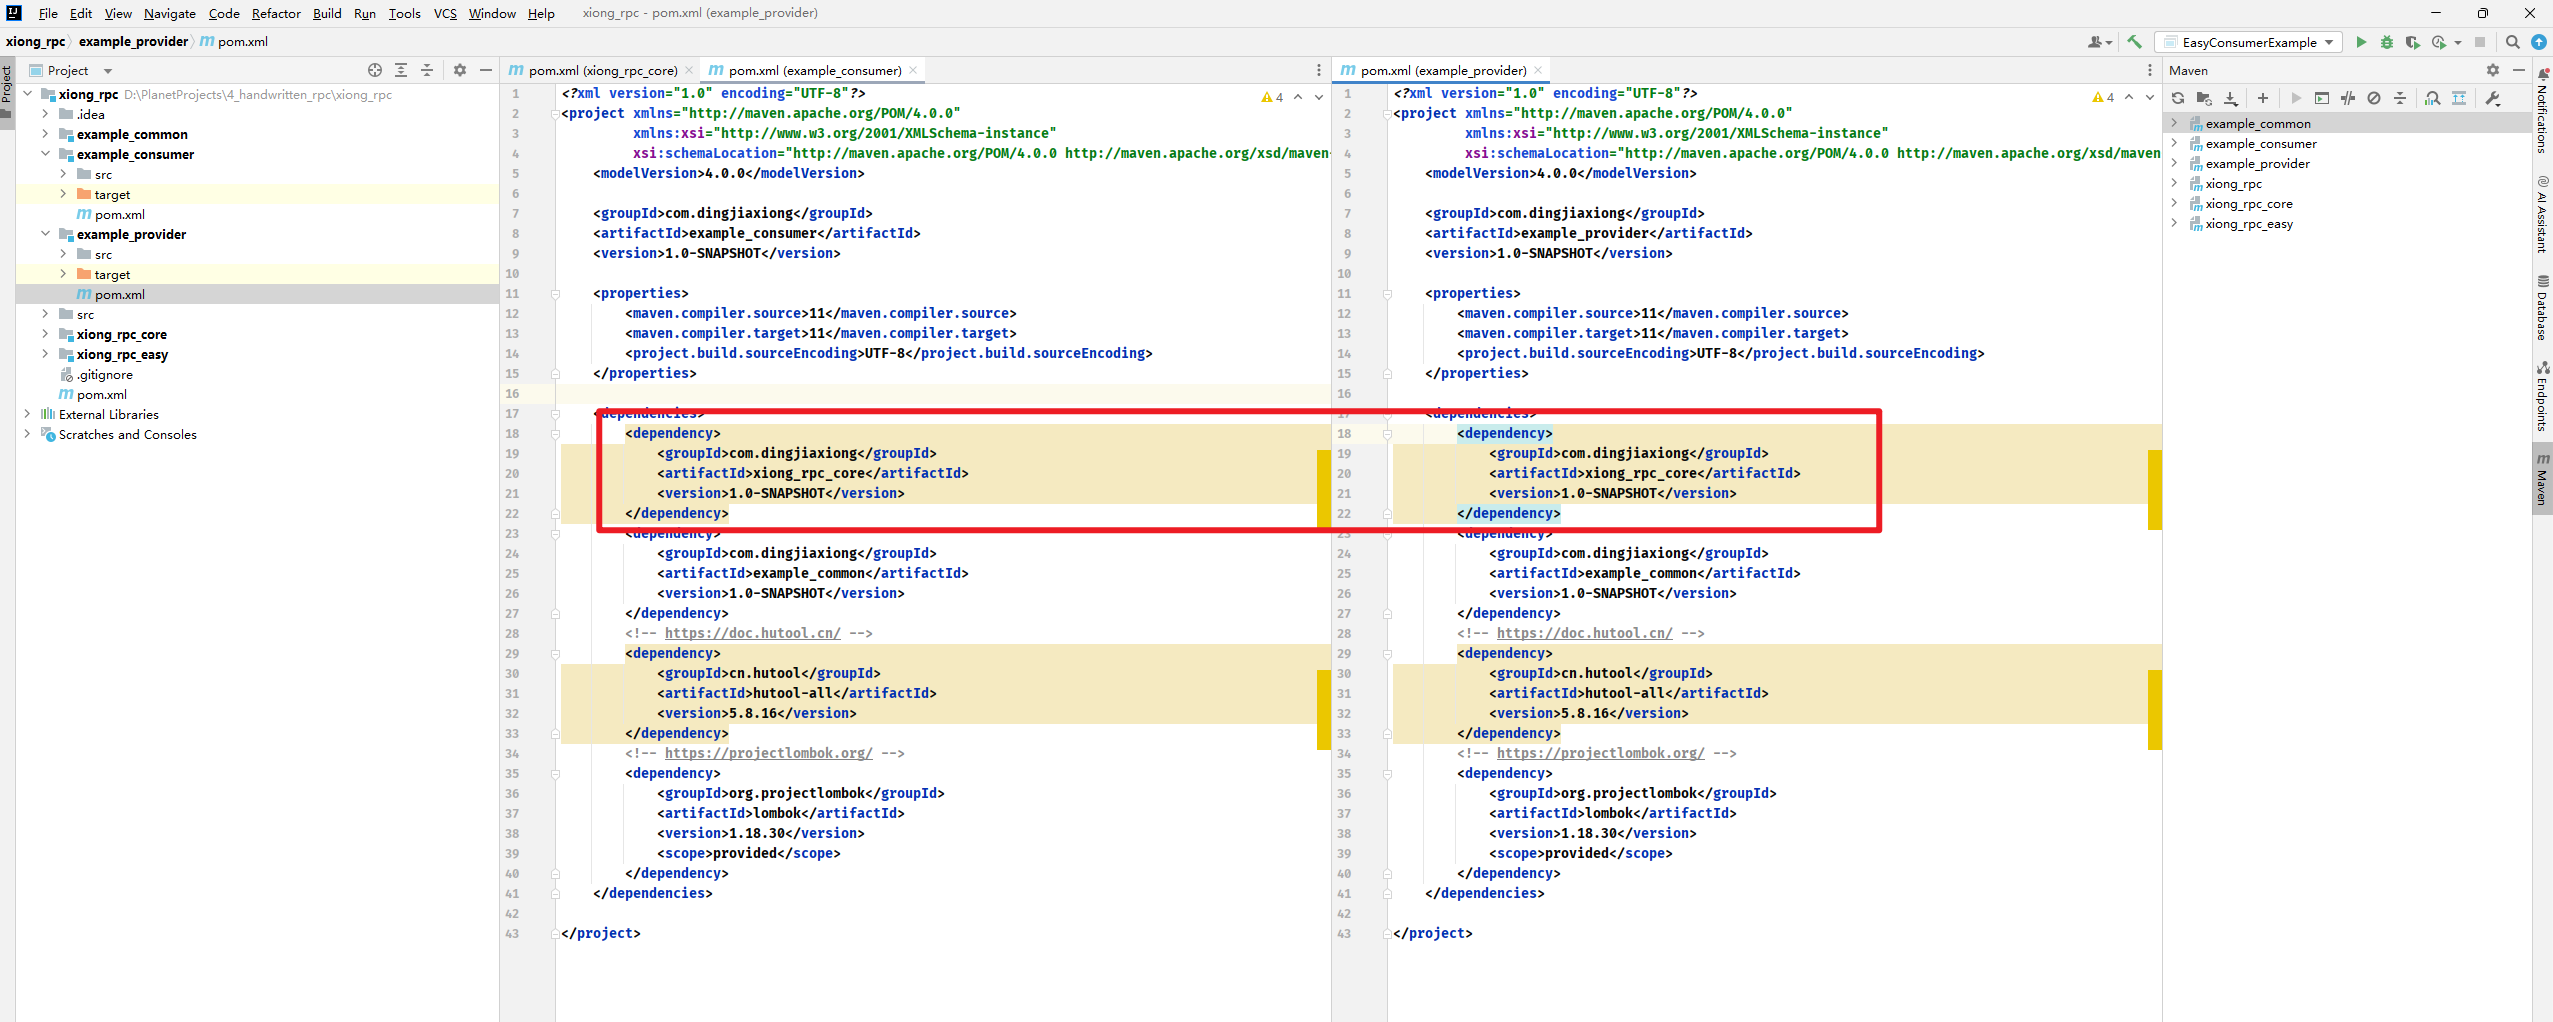 File Edit View Navigate Code Refactor Build Run Tools VCS Window Help xiong_rpc - pom.xml (example_provider)
xiong_rpc example_provider pom.xml
EasyConsumerExample
Project
Project
xiong_rpc D:\PlanetProjects\4_handwritten_rpc\xiong_rpc
.idea
example_common
example_consumer
src
target
pom.xml
example_provider
src
target
pom.xml
src
xiong_rpc_core
xiong_rpc_easy
.gitignore
pom.xml
External Libraries
Scratches and Consoles
pom.xml (xiong_rpc_core) pom.xml (example_consumer)
4
1 <?xml version="1.0" encoding="UTF-8"?>
2 <project xmlns="http://maven.apache.org/POM/4.0.0"
3 xmlns:xsi="http://www.w3.org/2001/XMLSchema-instance"
4 xsi:schemaLocation="http://maven.apache.org/POM/4.0.0 http://maven.apache.org/xsd/maven-
5 <modelVersion>4.0.0</modelVersion>
6
7 <groupId>com.dingjiaxiong</groupId>
8 <artifactId>example_consumer</artifactId>
9 <version>1.0-SNAPSHOT</version>
10
11 <properties>
12 <maven.compiler.source>11</maven.compiler.source>
13 <maven.compiler.target>11</maven.compiler.target>
14 <project.build.sourceEncoding>UTF-8</project.build.sourceEncoding>
15 </properties>
16
17 <dependencies>
18 <dependency>
19 <groupId>com.dingjiaxiong</groupId>
20 <artifactId>xiong_rpc_core</artifactId>
21 <version>1.0-SNAPSHOT</version>
22 </dependency>
23 <dependency>
24 <groupId>com.dingjiaxiong</groupId>
25 <artifactId>example_common</artifactId>
26 <version>1.0-SNAPSHOT</version>
27 </dependency>
28 <!-- https://doc.hutool.cn/ -->
29 <dependency>
30 <groupId>cn.hutool</groupId>
31 <artifactId>hutool-all</artifactId>
32 <version>5.8.16</version>
33 </dependency>
34 <!-- https://projectlombok.org/ -->
35 <dependency>
36 <groupId>org.projectlombok</groupId>
37 <artifactId>lombok</artifactId>
38 <version>1.18.30</version>
39 <scope>provided</scope>
40 </dependency>
41 </dependencies>
42
43 </project>
pom.xml (example_provider)
4
1 <?xml version="1.0" encoding="UTF-8"?>
2 <project xmlns="http://maven.apache.org/POM/4.0.0"
3 xmlns:xsi="http://www.w3.org/2001/XMLSchema-instance"
4 xsi:schemaLocation="http://maven.apache.org/POM/4.0.0 http://maven.apache.org/xsd/maven
5 <modelVersion>4.0.0</modelVersion>
6
7 <groupId>com.dingjiaxiong</groupId>
8 <artifactId>example_provider</artifactId>
9 <version>1.0-SNAPSHOT</version>
10
11 <properties>
12 <maven.compiler.source>11</maven.compiler.source>
13 <maven.compiler.target>11</maven.compiler.target>
14 <project.build.sourceEncoding>UTF-8</project.build.sourceEncoding>
15 </properties>
16
17 <dependencies>
18 <dependency>
19 <groupId>com.dingjiaxiong</groupId>
20 <artifactId>xiong_rpc_core</artifactId>
21 <version>1.0-SNAPSHOT</version>
22 </dependency>
23 <dependency>
24 <groupId>com.dingjiaxiong</groupId>
25 <artifactId>example_common</artifactId>
26 <version>1.0-SNAPSHOT</version>
27 </dependency>
28 <!-- https://doc.hutool.cn/ -->
29 <dependency>
30 <groupId>cn.hutool</groupId>
31 <artifactId>hutool-all</artifactId>
32 <version>5.8.16</version>
33 </dependency>
34 <!-- https://projectlombok.org/ -->
35 <dependency>
36 <groupId>org.projectlombok</groupId>
37 <artifactId>lombok</artifactId>
38 <version>1.18.30</version>
39 <scope>provided</scope>
40 </dependency>
41 </dependencies>
42
43 </project>
Maven
example_common
example_consumer
example_provider
xiong_rpc
xiong_rpc_core
xiong_rpc_easy
Notifications
AI Assistant
Database
Endpoints
Maven